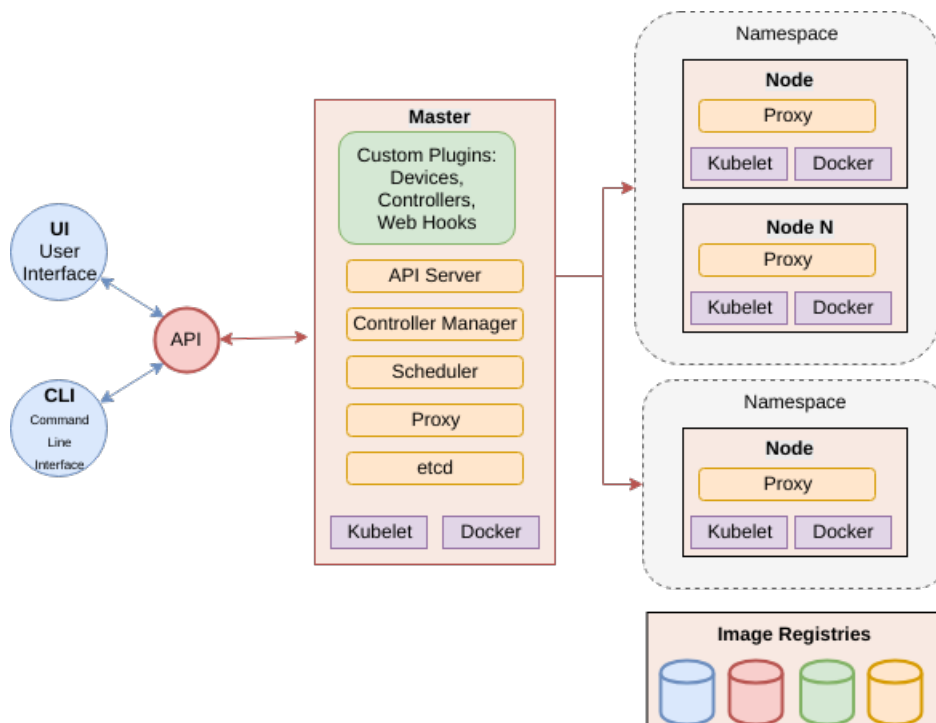 UI
User
Interface
CLI
Command
Line
Interface
API
Master
Custom Plugins:
Devices,
Controllers,
Web Hooks
API Server
Controller Manager
Scheduler
Proxy
etcd
Kubelet
Docker
Namespace
Node
Proxy
Kubelet
Docker
Node N
Proxy
Kubelet
Docker
Namespace
Node
Proxy
Kubelet
Docker
Image Registries